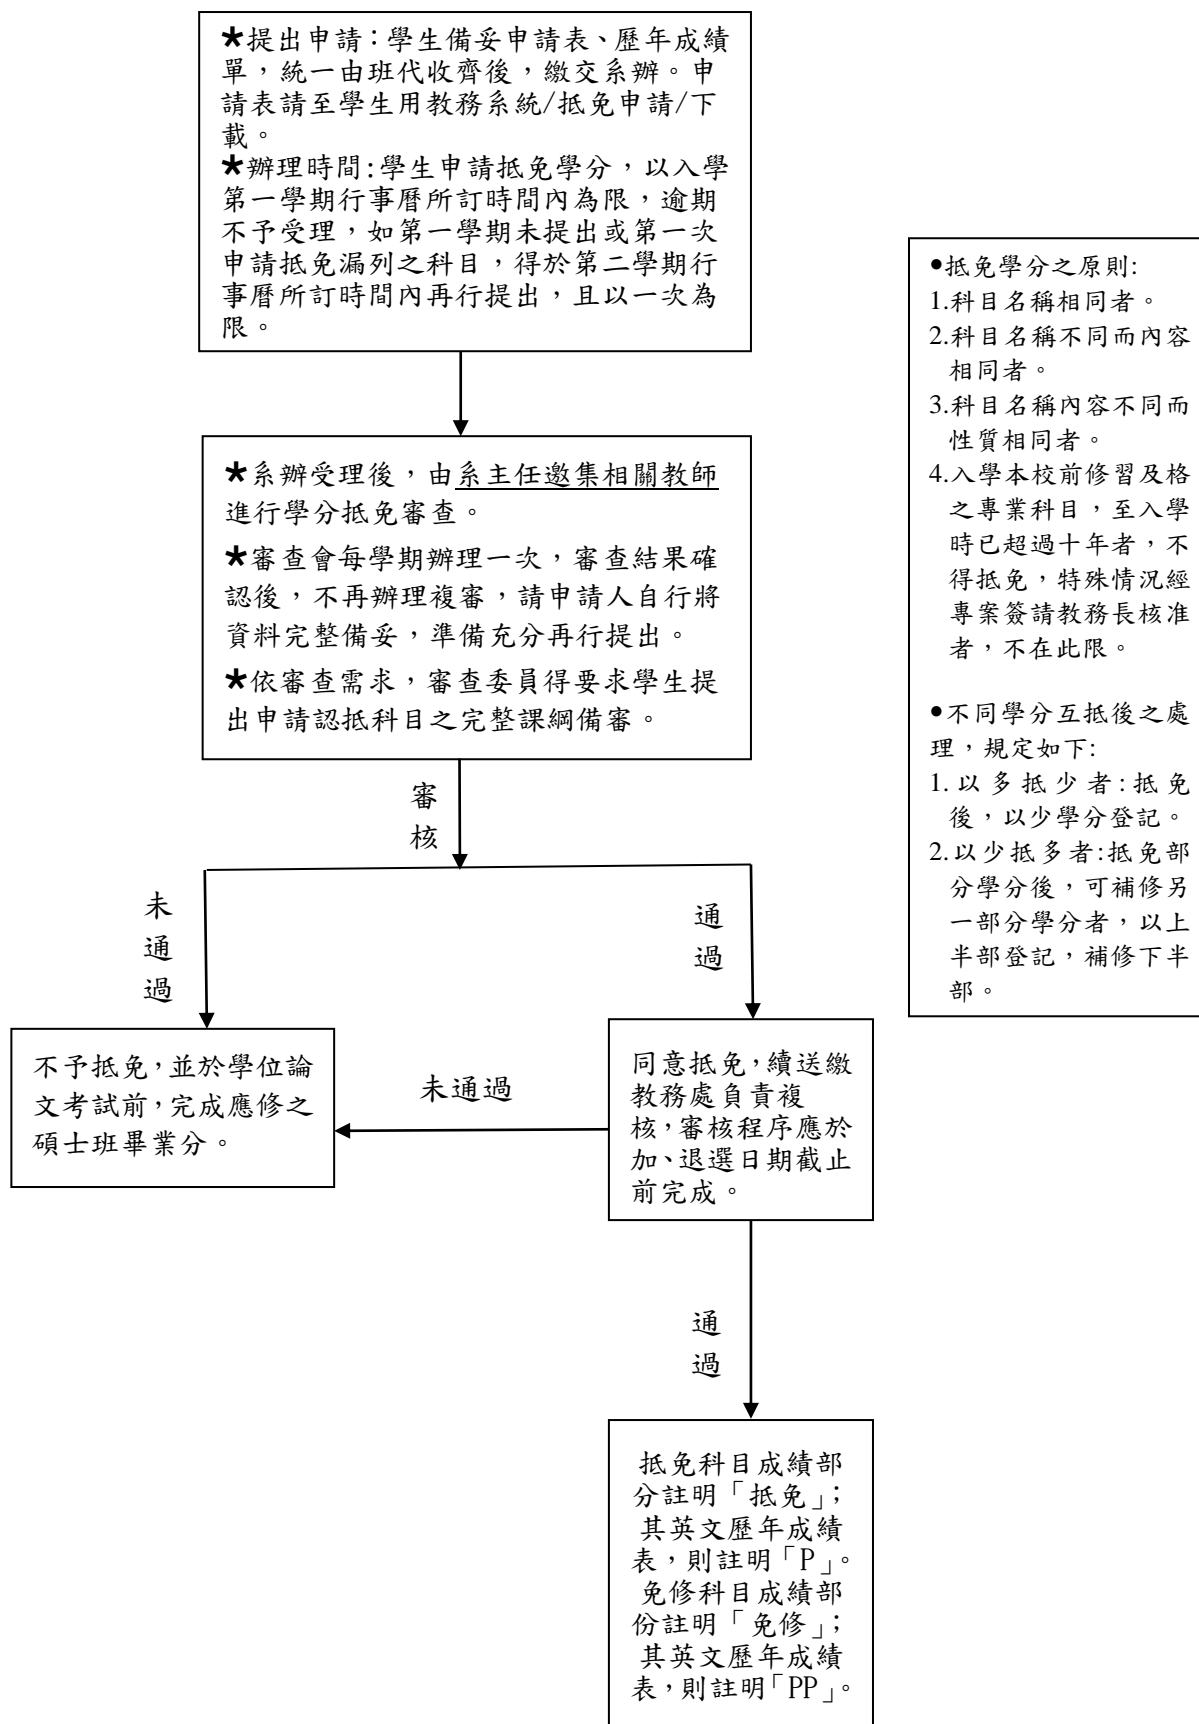 ★提出申請：學生備妥申請表、歷年成績
單，統一由班代收齊後，繳交系辦。申
請表請至學生用教務系統/抵免申請/下
載。
★辦理時間:學生申請抵免學分，以入學
第一學期行事曆所訂時間內為限，逾期
不予受理，如第一學期未提出或第一次
申請抵免漏列之科目，得於第二學期行
事曆所訂時間內再行提出，且以一次為
限。
★系辦受理後，由系主任邀集相關教師
進行學分抵免審查。
★審查會每學期辦理一次，審查結果確
認後，不再辦理複審，請申請人自行將
資料完整備妥，準備充分再行提出。
★依審查需求，審查委員得要求學生提
出申請認抵科目之完整課綱備審。
審
核
未
通
過
通
過
不予抵免，並於學位論
文考試前，完成應修之
碩士班畢業分。
未通過
同意抵免，續送繳
教務處負責複
核，審核程序應於
加、退選日期截止
前完成。
通
過
抵免科目成績部
分註明「抵免」；
其英文歷年成績
表，則註明「P」。
免修科目成績部
份註明「免修」；
其英文歷年成績
表，則註明「PP」。
●抵免學分之原則:
1.科目名稱相同者。
2.科目名稱不同而內容
相同者。
3.科目名稱內容不同而
性質相同者。
4.入學本校前修習及格
之專業科目，至入學
時已超過十年者，不
得抵免，特殊情況經
專案簽請教務長核准
者，不在此限。
●不同學分互抵後之處
理，規定如下:
1.以多抵少者:抵免
後，以少學分登記。
2.以少抵多者:抵免部
分學分後，可補修另
一部分學分者，以上
半部登記，補修下半
部。